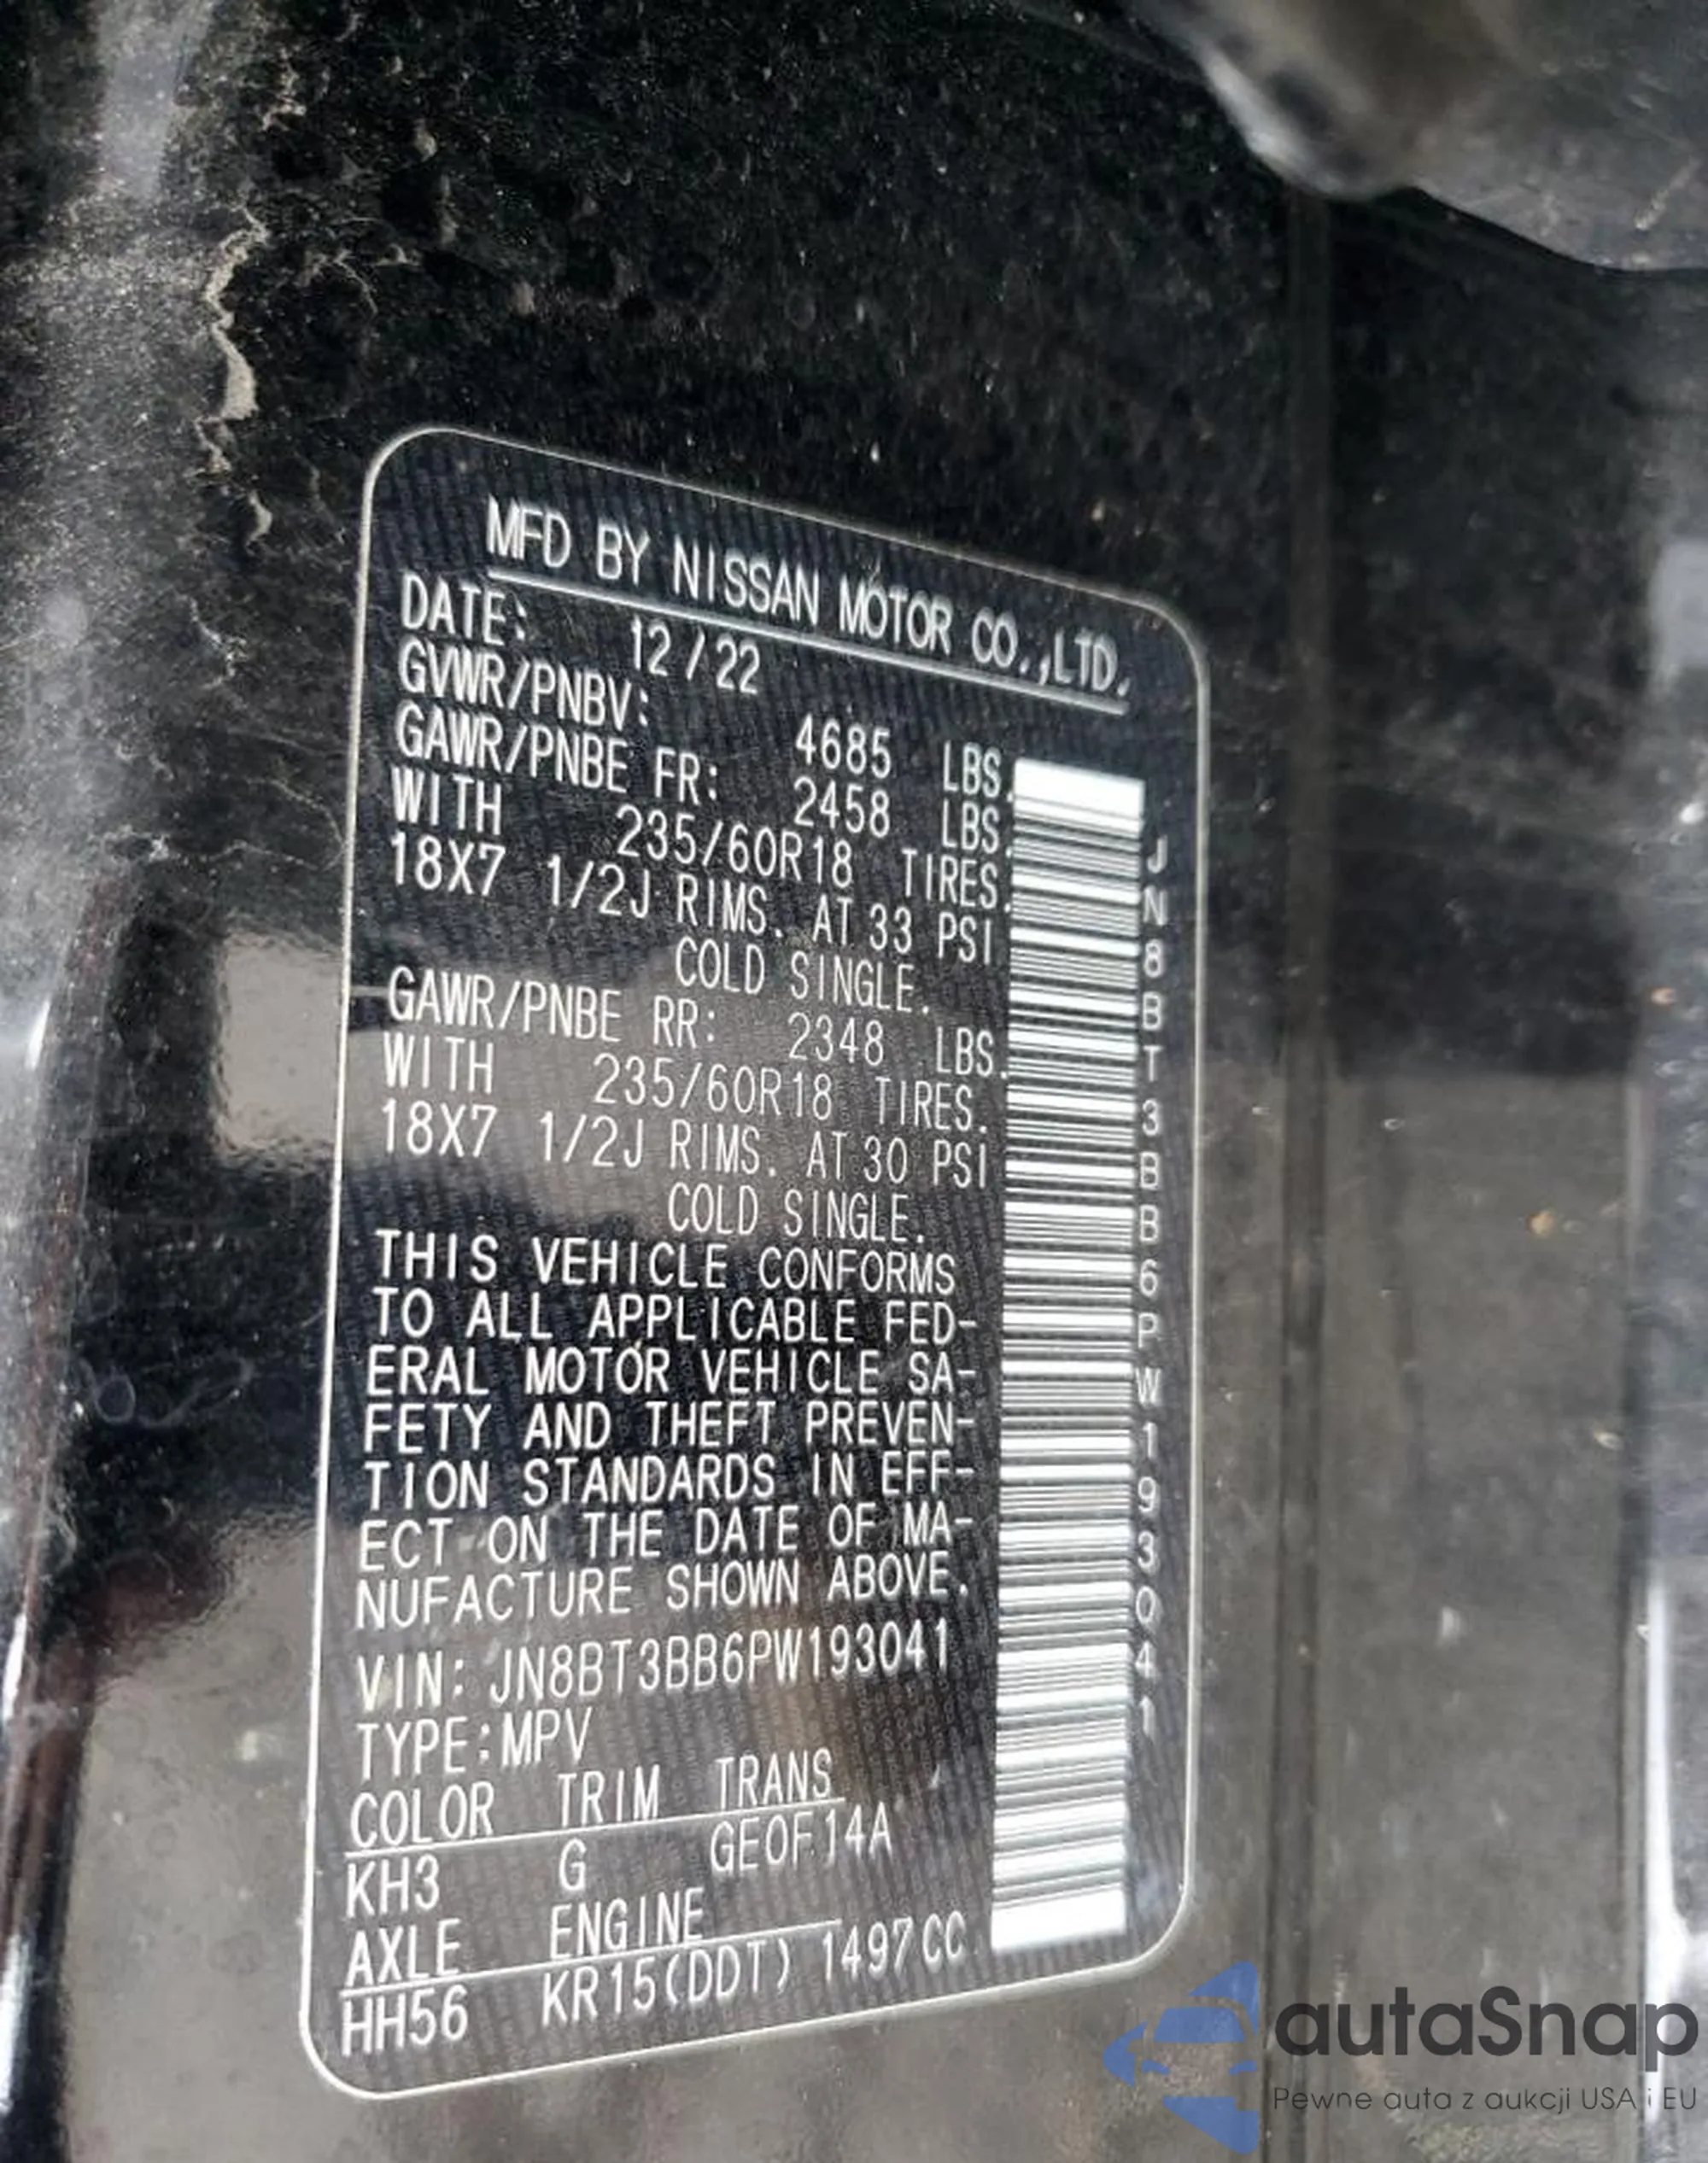 MFD BY NISSAN MOTOR CO.,LTD.
DATE: 12/22
GVWR/PNBV: 4685 LBS.
GAWR/PNBE FR: 2458 LBS.
WITH 235/60R18 TIRES.
18X7 1/2J RIMS. AT 33 PSI
COLD SINGLE.
GAWR/PNBE RR: 2348 LBS.
WITH 235/60R18 TIRES.
18X7 1/2J RIMS. AT 30 PSI
COLD SINGLE.
THIS VEHICLE CONFORMS
TO ALL APPLICABLE FED-
ERAL MOTOR VEHICLE SA-
FETY AND THEFT PREVEN-
TION STANDARDS IN EFF-
ECT ON THE DATE OF MA-
NUFACTURE SHOWN ABOVE.
VIN: JN8BT3BB6PW193041
TYPE:MPV
COLOR TRIM TRANS
KH3 G GE0F14A
AXLE ENGINE
HH56 KR15(DDT) 1497CC
JN8BT3BB6PW193041
autaSnap
Pewne auta z aukcji USA i EU